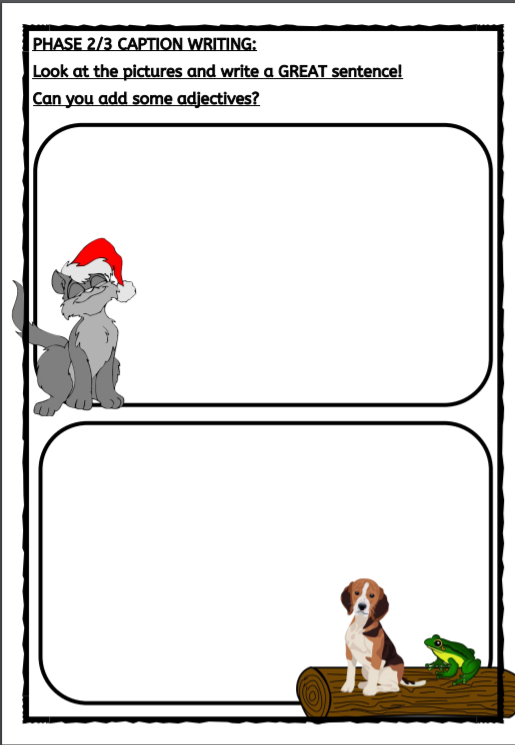 PHASE 2/3 CAPTION WRITING:
Look at the pictures and write a GREAT sentence!
Can you add some adjectives?